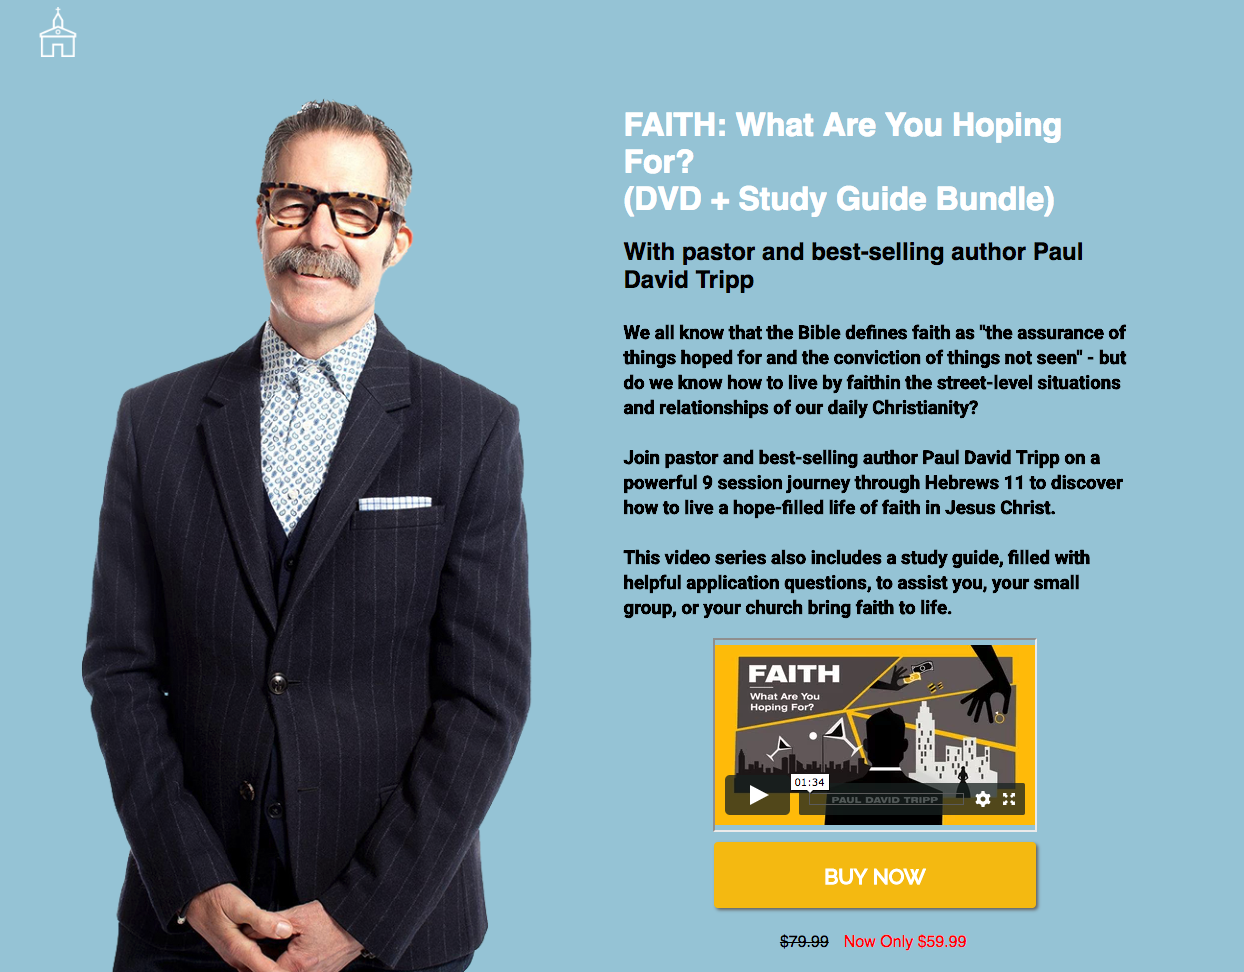 FAITH: What Are You Hoping
For?
(DVD + Study Guide Bundle)
With pastor and best-selling author Paul
David Tripp
We all know that the Bible defines faith as "the assurance of
things hoped for and the conviction of things not seen" - but
do we know how to live by faithin the street-level situations
and relationships of our daily Christianity?
Join pastor and best-selling author Paul David Tripp on a
powerful 9 session journey through Hebrews 11 to discover
how to live a hope-filled life of faith in Jesus Christ.
This video series also includes a study guide, filled with
helpful application questions, to assist you, your small
group, or your church bring faith to life.
FAITH
What Are You
Hoping For?
01:34
PAUL DAVID TRIPP
BUY NOW
$79.99 Now Only $59.99